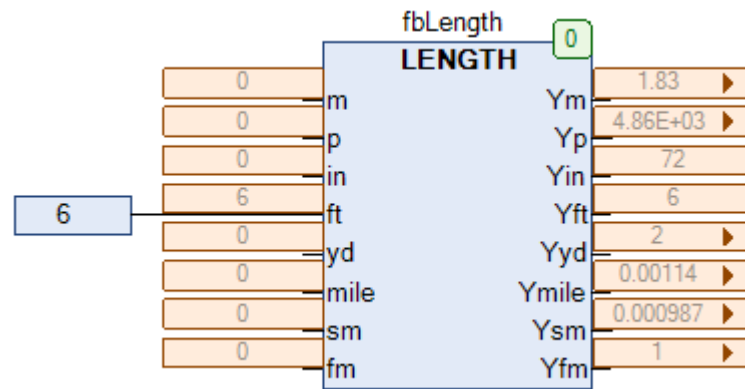 fbLength
0
LENGTH
0 m Ym 1.83
0 p Yp 4.86E+03
0 in Yin 72
6 6 ft Yft 6
0 yd Yyd 2
0 mile Ymile 0.00114
0 sm Ysm 0.000987
0 fm Yfm 1